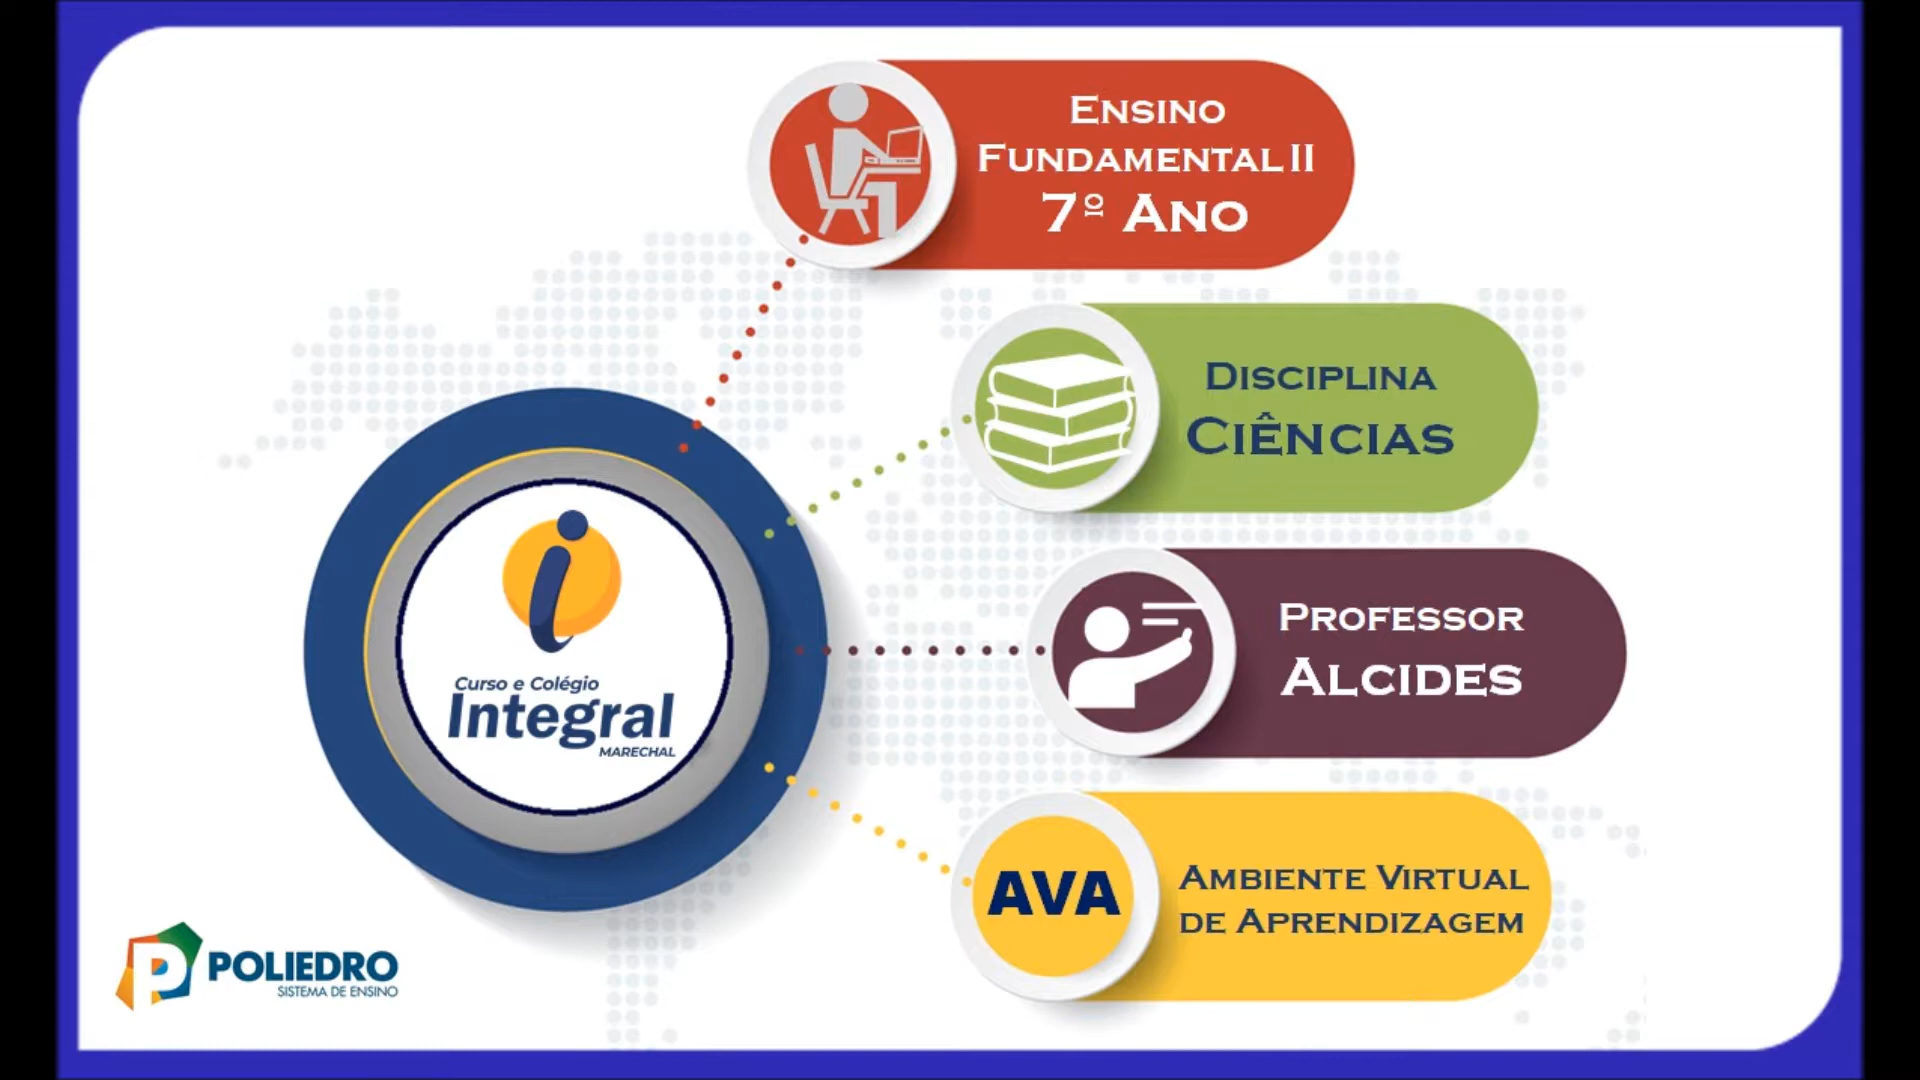 Ensino
Fundamental II
7º Ano
Disciplina
Ciências
Professor
Alcides
AVA
Ambiente Virtual
de Aprendizagem
Curso e Colégio
Integral
MARECHAL
POLIEDRO
SISTEMA DE ENSINO